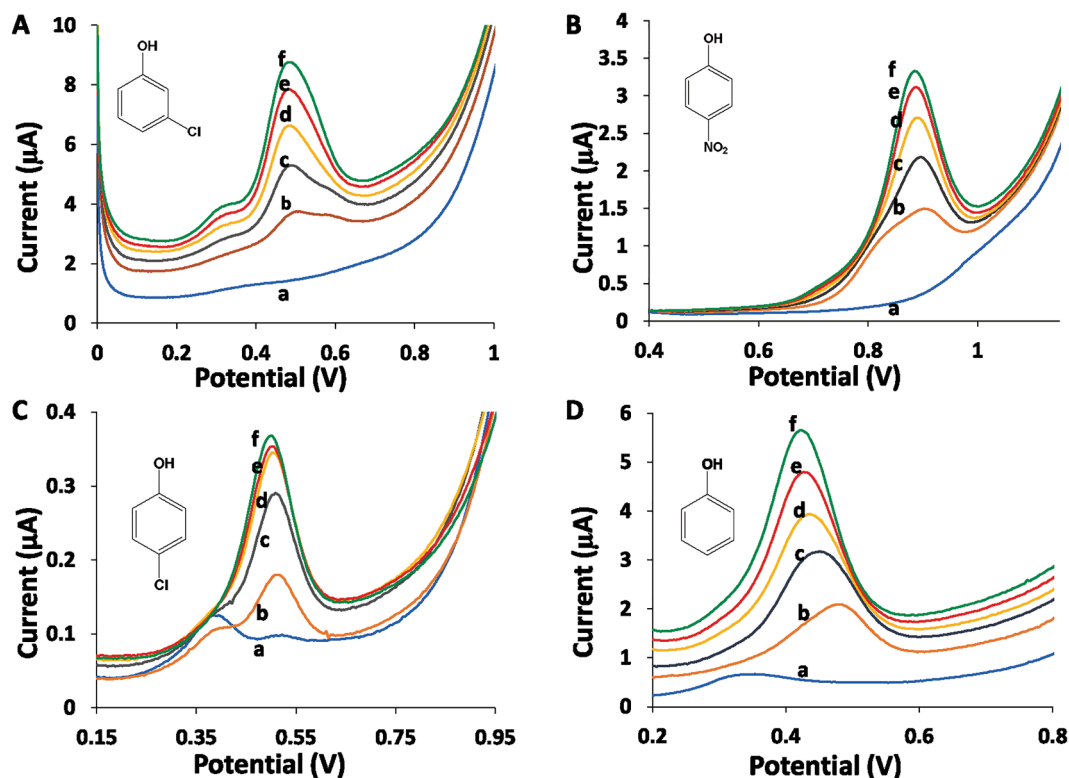 A
OH
Cl
f
e
d
c
b
a
10
8
6
4
2
0
0
0.2
0.4
0.6
0.8
1
Current (µA)
Potential (V)
B
OH
NO₂
f
e
d
c
b
a
4
3.5
3
2.5
2
1.5
1
0.5
0
0.4
0.6
0.8
1
Current (µA)
Potential (V)
C
OH
Cl
f
e
d
c
b
a
0.4
0.3
0.2
0.1
0
0.15
0.35
0.55
0.75
0.95
Current (µA)
Potential (V)
D
OH
f
e
d
c
b
a
6
5
4
3
2
1
0
0.2
0.4
0.6
0.8
Current (µA)
Potential (V)